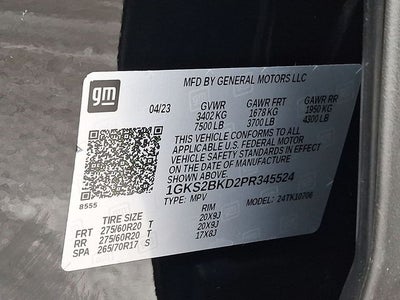 gm
MFD BY GENERAL MOTORS LLC
04/23 GVWR GAWR FRT GAWR RR
3402 KG 1678 KG 1950 KG
7500 LB 3700 LB 4300 LB
THIS VEHICLE CONFORMS TO ALL
APPLICABLE U.S. FEDERAL MOTOR
VEHICLE SAFETY STANDARDS IN EFFECT
ON THE DATE OF MANUFACTURE
SHOWN ABOVE.
1GKS2BKD2PR345524
8555 TYPE: MPV MODEL: 24TK10706
TIRE SIZE RIM
FRT 275/60R20 T 20X9J
RR 275/60R20 T 20X9J
SPA 265/70R17 S 17X8J